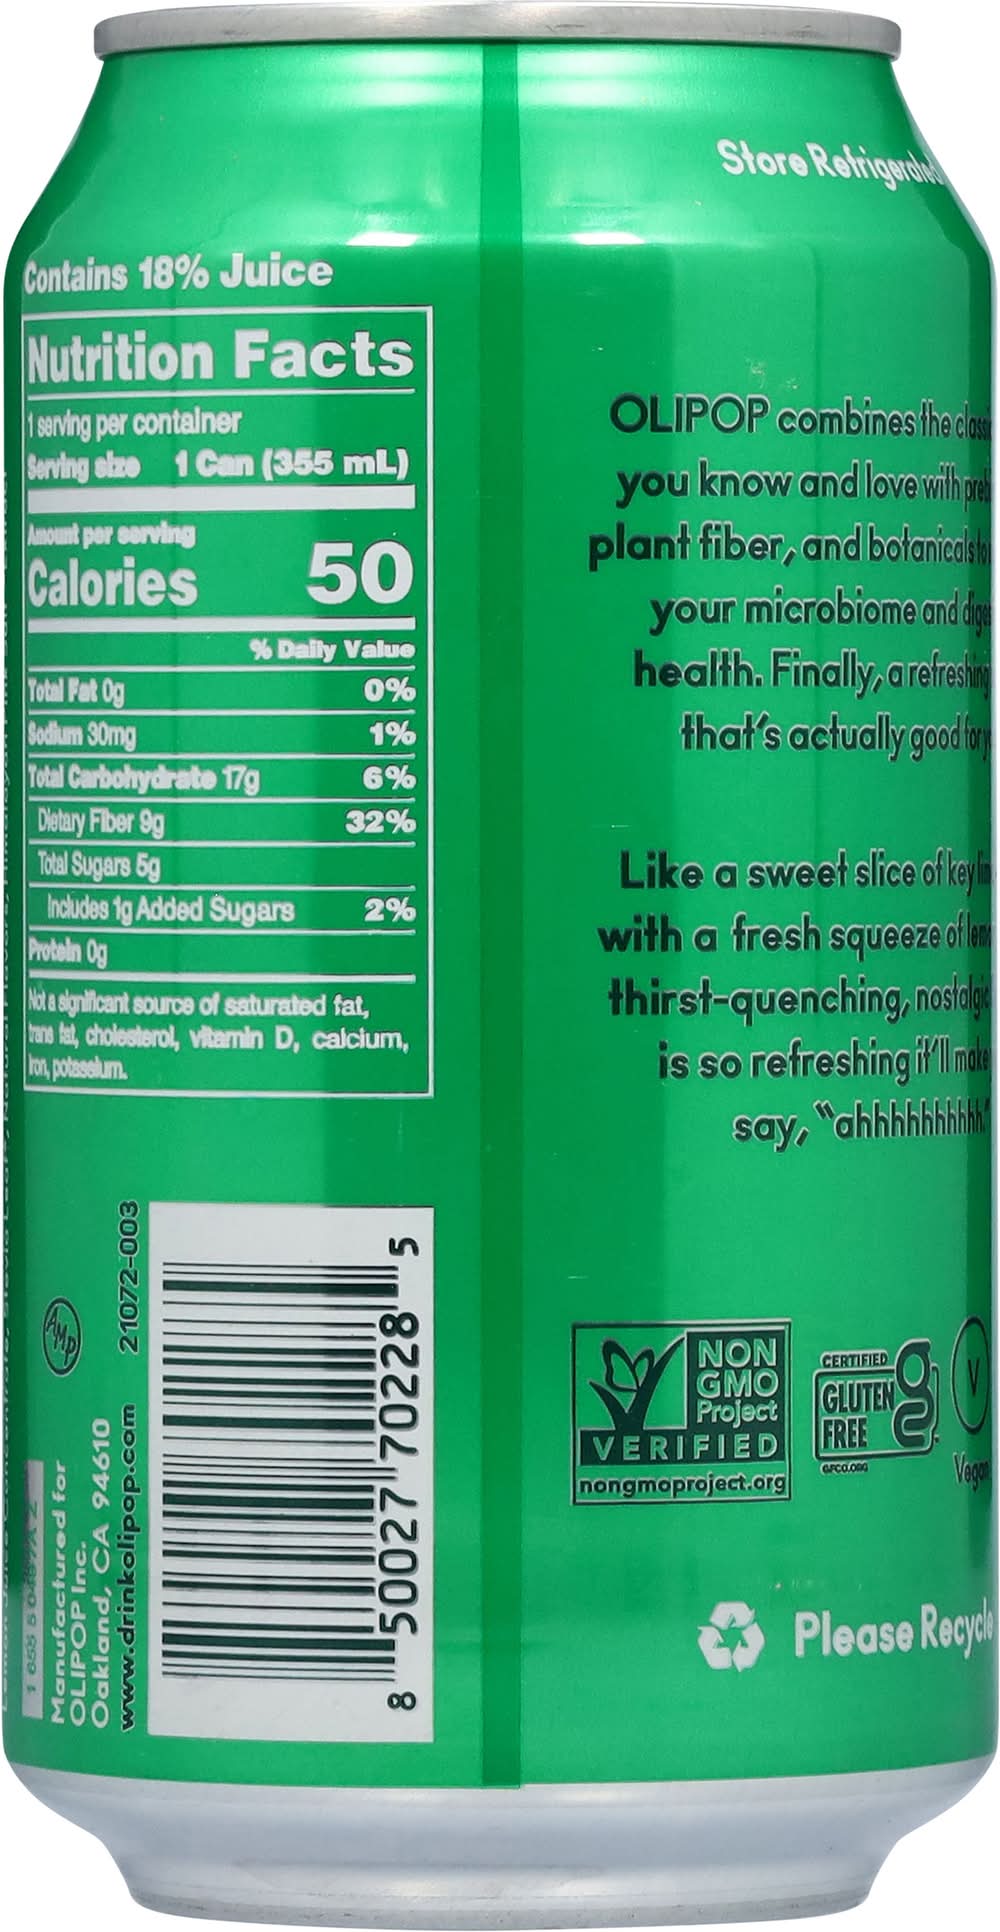 Store Refrigerated
Contains 18% Juice
Nutrition Facts
1 serving per container
Serving size 1 Can (355 mL)
Amount per serving
Calories 50
% Daily Value
Total Fat 0g 0%
Sodium 30mg 1%
Total Carbohydrate 17g 6%
Dietary Fiber 9g 32%
Total Sugars 5g
Includes 1g Added Sugars 2%
Protein 0g
Not a significant source of saturated fat,
trans fat, cholesterol, vitamin D, calcium,
iron, potassium.
OLIPOP combines the
you know and love with
plant fiber, and botanicals
your microbiome and
health. Finally, a refreshing
that's actually good for
Like a sweet slice of key
with a fresh squeeze of
thirst-quenching, nostalgic
is so refreshing it'll make
say, "ahhhhhhhhhh."
AMP
21072-003
Manufactured for
OLIPOP Inc.
Oakland, CA 94610
www.drinkolipop.com
8 50027 70228 5
NON
GMO
Project
VERIFIED
nongmoproject.org
CERTIFIED
GLUTEN
FREE
GFCO.ORG
V
Vegan
Please Recycle